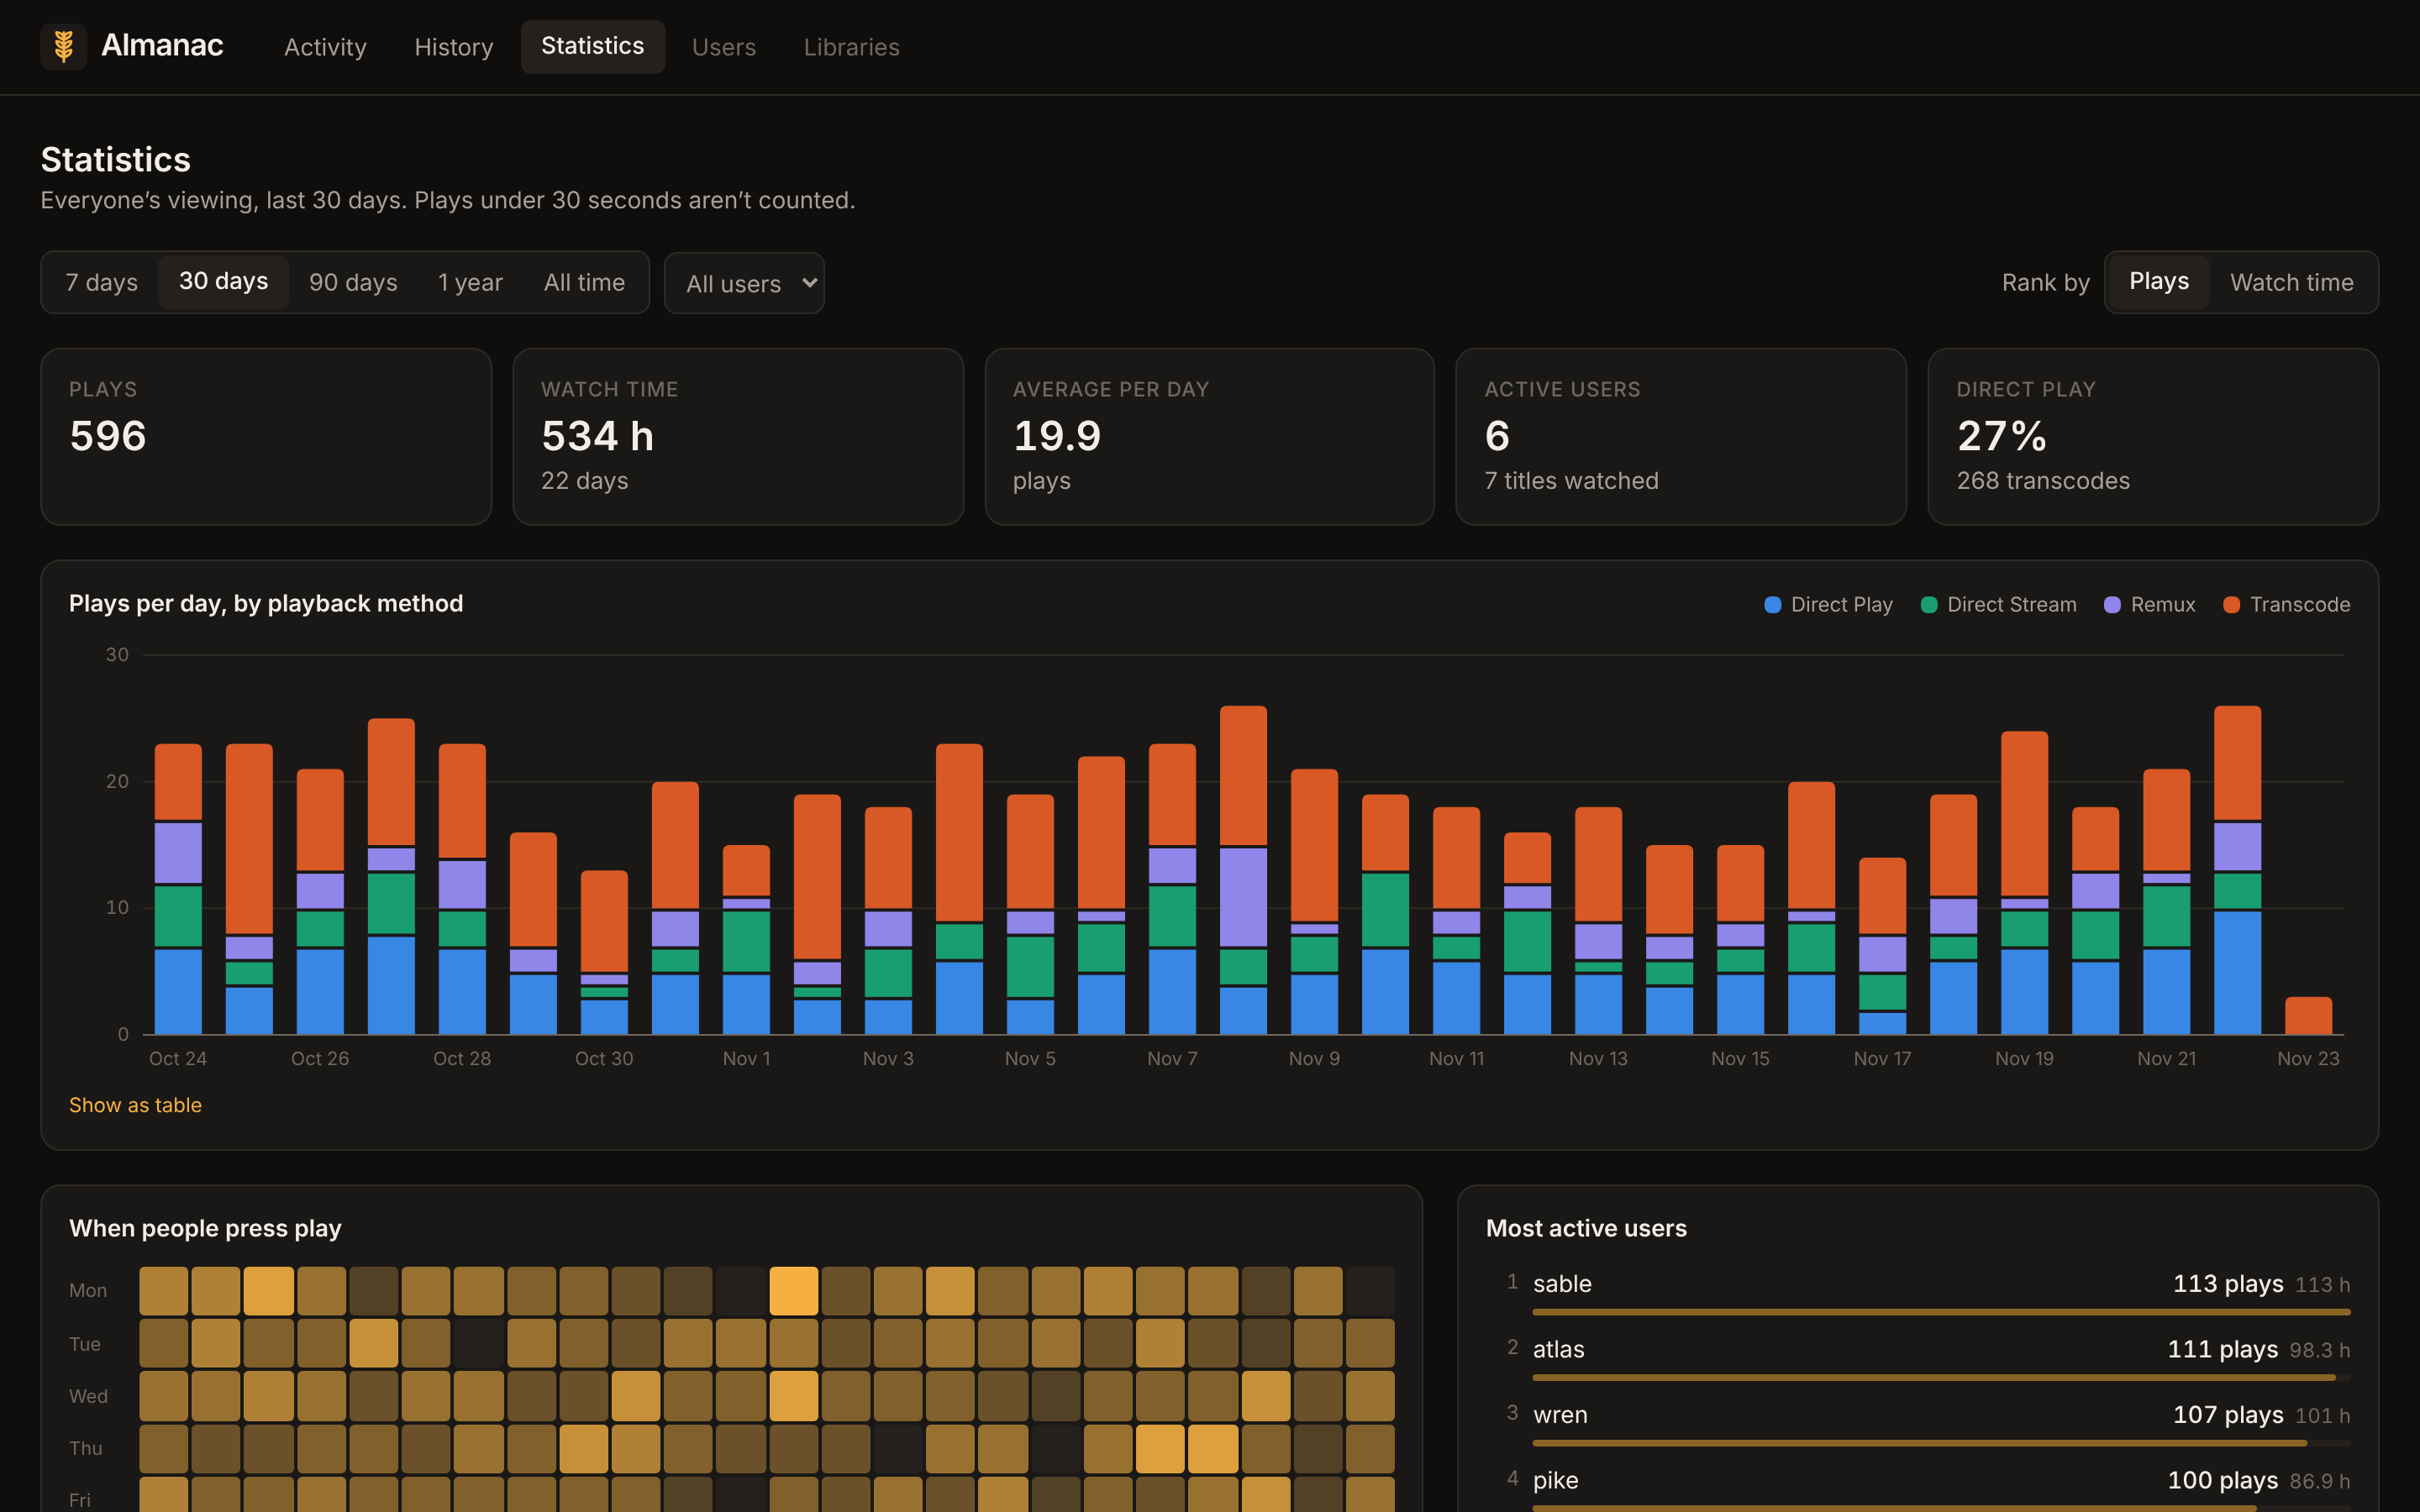 Almanac Activity History Statistics Users Libraries
Statistics
Everyone’s viewing, last 30 days. Plays under 30 seconds aren’t counted.
7 days 30 days 90 days 1 year All time All users Rank by Plays Watch time
PLAYS
596
WATCH TIME
534 h
22 days
AVERAGE PER DAY
19.9
plays
ACTIVE USERS
6
7 titles watched
DIRECT PLAY
27%
268 transcodes
Plays per day, by playback method
Direct Play Direct Stream Remux Transcode
30
20
10
0
Oct 24 Oct 26 Oct 28 Oct 30 Nov 1 Nov 3 Nov 5 Nov 7 Nov 9 Nov 11 Nov 13 Nov 15 Nov 17 Nov 19 Nov 21 Nov 23
Show as table
When people press play
Mon
Tue
Wed
Thu
Fri
Most active users
1 sable 113 plays 113 h
2 atlas 111 plays 98.3 h
3 wren 107 plays 101 h
4 pike 100 plays 86.9 h